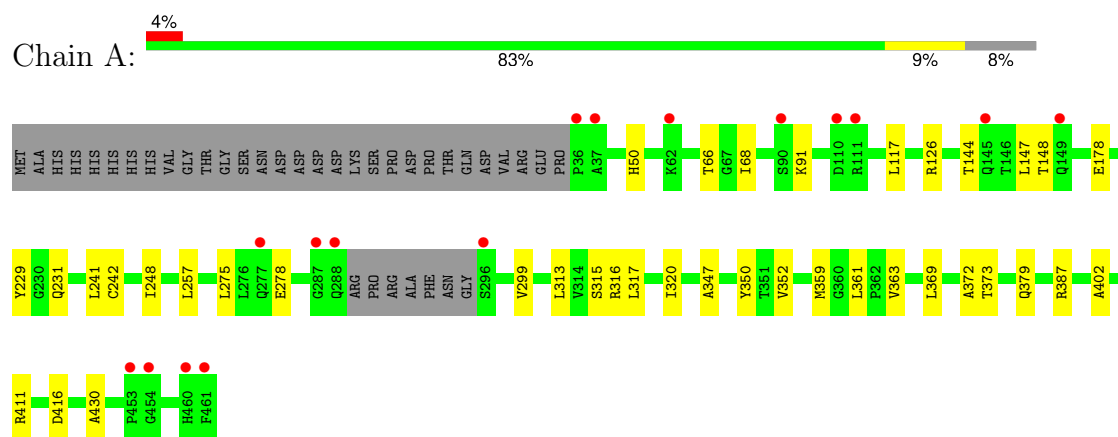 4%
Chain A:
83% 9% 8%
MET ALA HIS HIS HIS HIS HIS HIS VAL GLY THR GLY SER ASN ASP ASP ASP ASP LYS SER PRO ASP PRO THR GLN ASP VAL ARG GLU PRO P36 A37 H50 K62 T66 G67 I68 S90 K91 D110 R111 L117 R126 T144 Q145 T146 L147 T148 Q149 E178
Y229 G230 Q231 L241 C242 I248 L257 L275 L276 Q277 E278 G287 Q288 ARG PRO ARG ALA PHE ASN GLY S296 V299 L313 V314 S315 R316 L317 I320 A347 Y350 T351 V352 M359 G360 L361 P362 V363 L369 A372 T373 Q379 R387 A402
R411 D416 A430 P453 G454 H460 F461